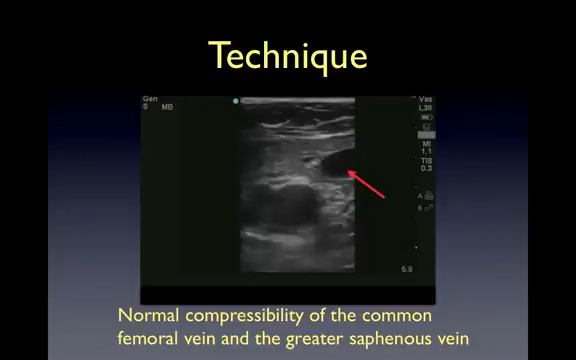 Technique
Gen
S MB
Vas
L38
MI
1.1
TIS
0.3
A
B
5.9
Normal compressibility of the common
femoral vein and the greater saphenous vein